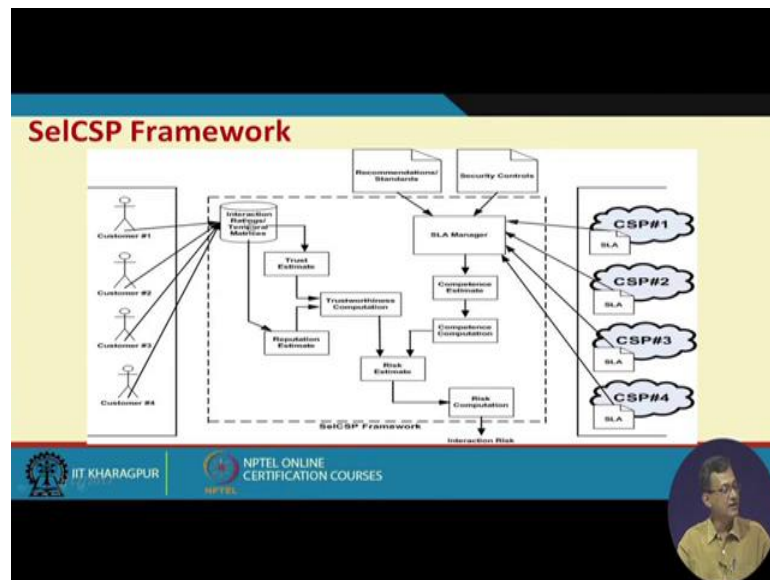 SelCSP Framework
Recommendations/
Standards
Security Controls
Interaction
Ratings/
Temporal
Matrices
SLA Manager
Customer #1
Customer #2
Customer #3
Customer #4
Trust
Estimate
Trustworthiness
Computation
Reputation
Estimate
Competence
Estimate
Competence
Computation
Risk
Estimate
Risk
Computation
SelCSP Framework
Interaction Risk
CSP#1
SLA
CSP#2
SLA
CSP#3
SLA
CSP#4
SLA
IIT KHARAGPUR
NPTEL
NPTEL ONLINE
CERTIFICATION COURSES